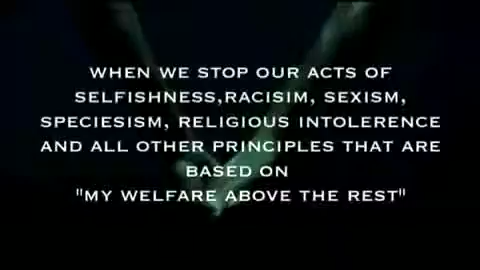 WHEN WE STOP OUR ACTS OF
SELFISHNESS,RACISIM, SEXISM,
SPECIESISM, RELIGIOUS INTOLERENCE
AND ALL OTHER PRINCIPLES THAT ARE
BASED ON
"MY WELFARE ABOVE THE REST"